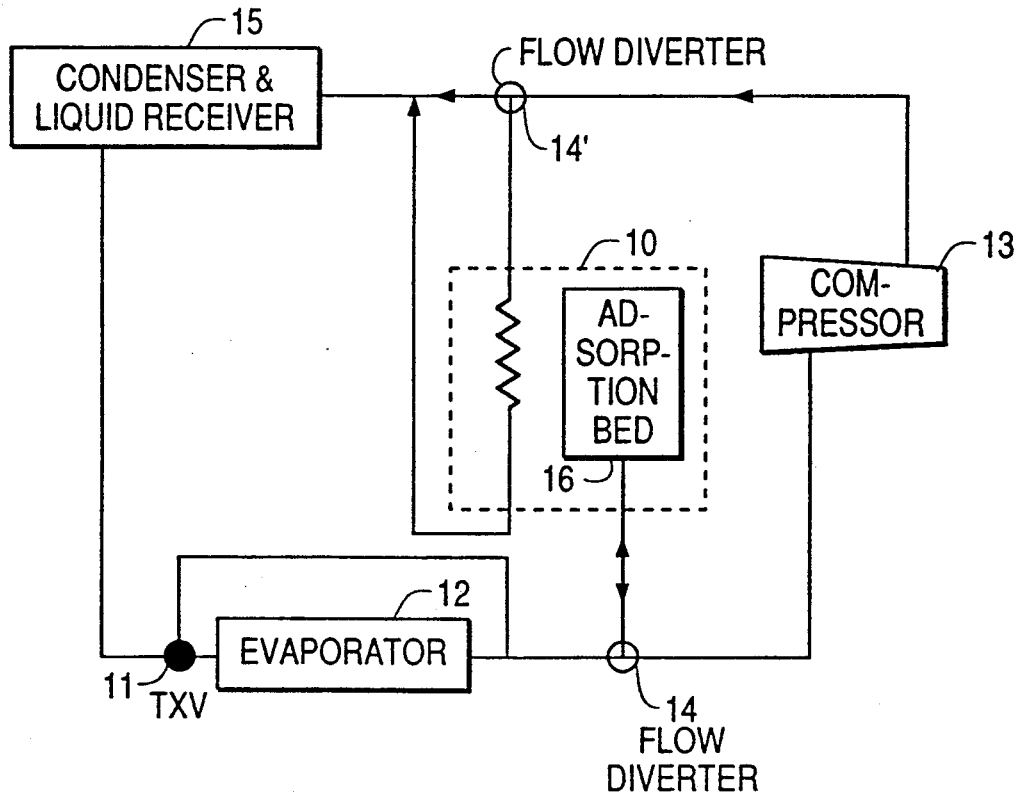 15
CONDENSER &
LIQUID RECEIVER
FLOW DIVERTER
14'
10
13
COM-
PRESSOR
AD-
SORP-
TION
BED
16
12
EVAPORATOR
11
TXV
14
FLOW
DIVERTER